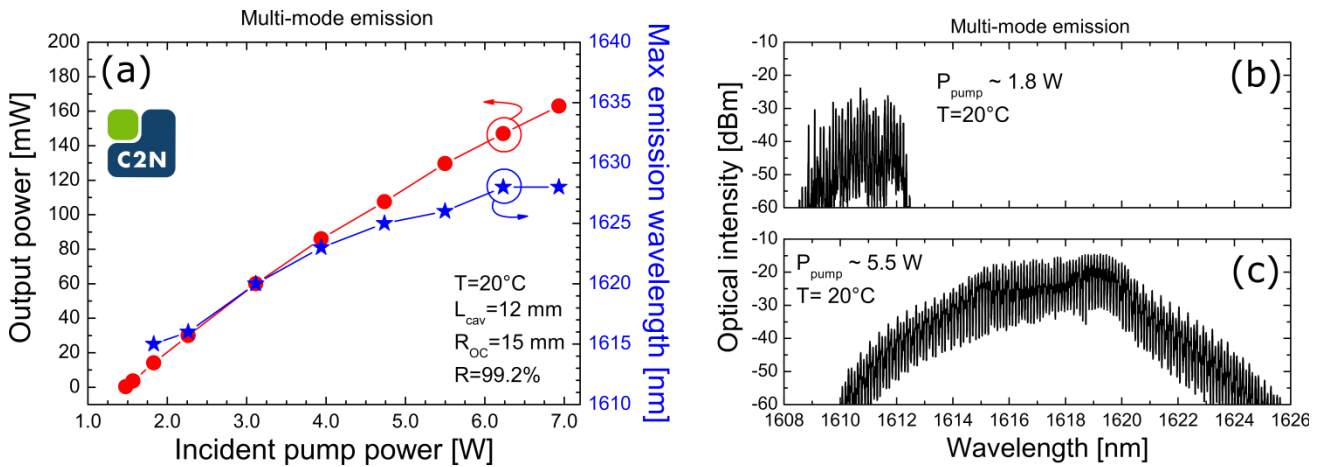 Multi-mode emission
(a)
C2N
T=20°C
L_cav=12 mm
R_OC=15 mm
R=99.2%
200
180
160
140
120
100
80
60
40
20
0
Output power [mW]
1640
1635
1630
1625
1620
1615
1610
Max emission wavelength [nm]
1.0 2.0 3.0 4.0 5.0 6.0 7.0
Incident pump power [W]
Multi-mode emission
(b)
P_pump ~ 1.8 W
T=20°C
-10
-20
-30
-40
-50
-60
Optical intensity [dBm]
(c)
P_pump ~ 5.5 W
T= 20°C
-10
-20
-30
-40
-50
-60
1608 1610 1612 1614 1616 1618 1620 1622 1624 1626
Wavelength [nm]